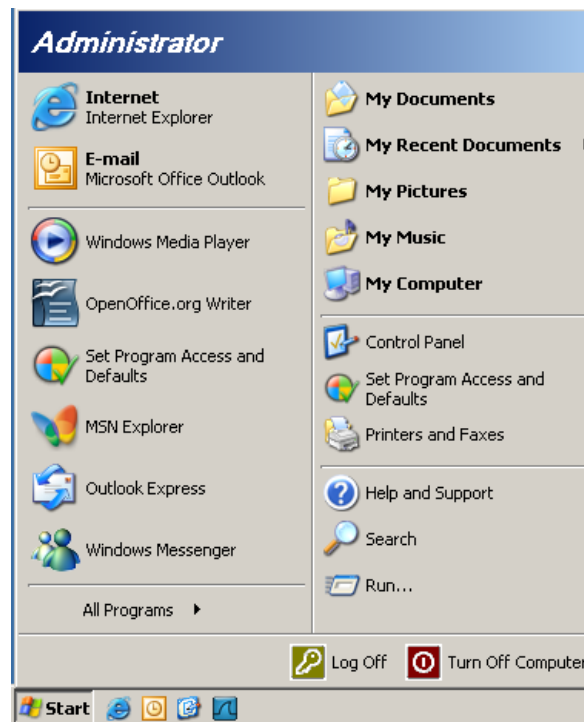 Administrator
Internet
Internet Explorer
E-mail
Microsoft Office Outlook
Windows Media Player
OpenOffice.org Writer
Set Program Access and
Defaults
MSN Explorer
Outlook Express
Windows Messenger
All Programs
My Documents
My Recent Documents
My Pictures
My Music
My Computer
Control Panel
Set Program Access and
Defaults
Printers and Faxes
Help and Support
Search
Run...
Log Off
Turn Off Computer
Start